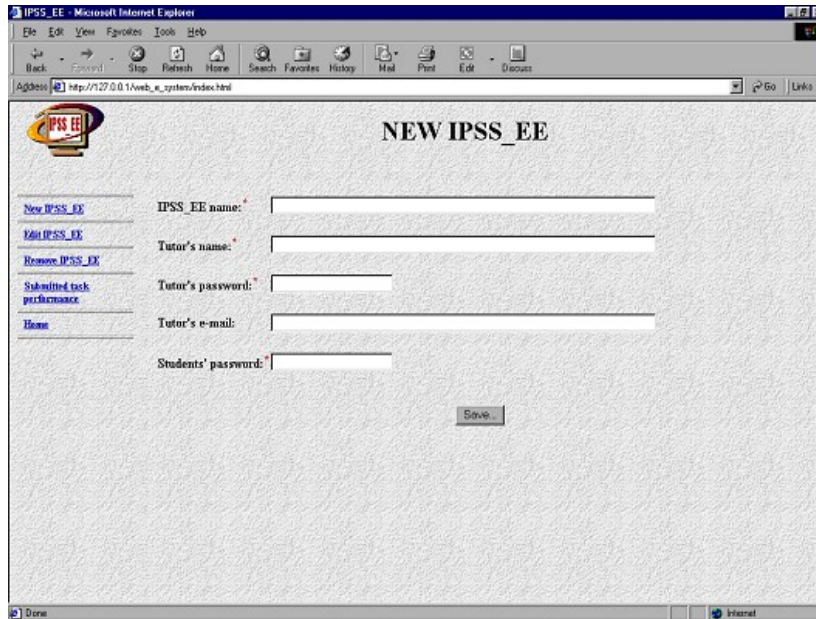 IPSS_EE - Microsoft Internet Explorer
File Edit View Favorites Tools Help
Back Forward Stop Refresh Home Search Favorites History Mail Print Edit Discuss
Address http://127.0.0.1/web_e_system/index.html Go Links
IPSS EE
NEW IPSS_EE
New IPSS_EE
Edit IPSS_EE
Remove IPSS_EE
Submitted task
performance
Home
IPSS_EE name:*
Tutor's name:*
Tutor's password:*
Tutor's e-mail:
Students' password:*
Save...
Done Internet